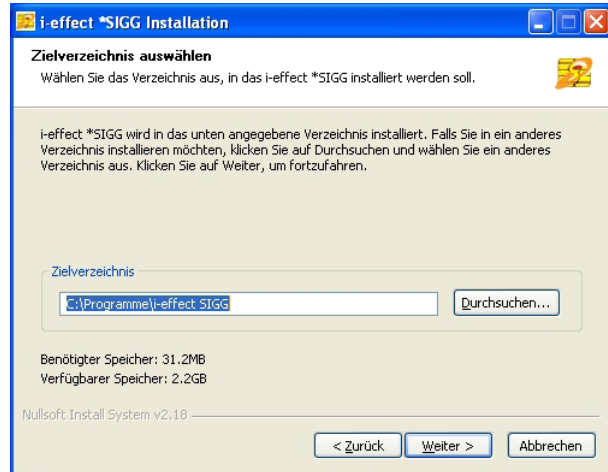 i-effect *SIGG Installation
Zielverzeichnis auswählen
Wählen Sie das Verzeichnis aus, in das i-effect *SIGG installiert werden soll.
i-effect *SIGG wird in das unten angegebene Verzeichnis installiert. Falls Sie in ein anderes
Verzeichnis installieren möchten, klicken Sie auf Durchsuchen und wählen Sie ein anderes
Verzeichnis aus. Klicken Sie auf Weiter, um fortzufahren.
Zielverzeichnis
C:\Programme\i-effect SIGG
Durchsuchen...
Benötigter Speicher: 31.2MB
Verfügbarer Speicher: 2.2GB
Nullsoft Install System v2.18
< Zurück Weiter > Abbrechen